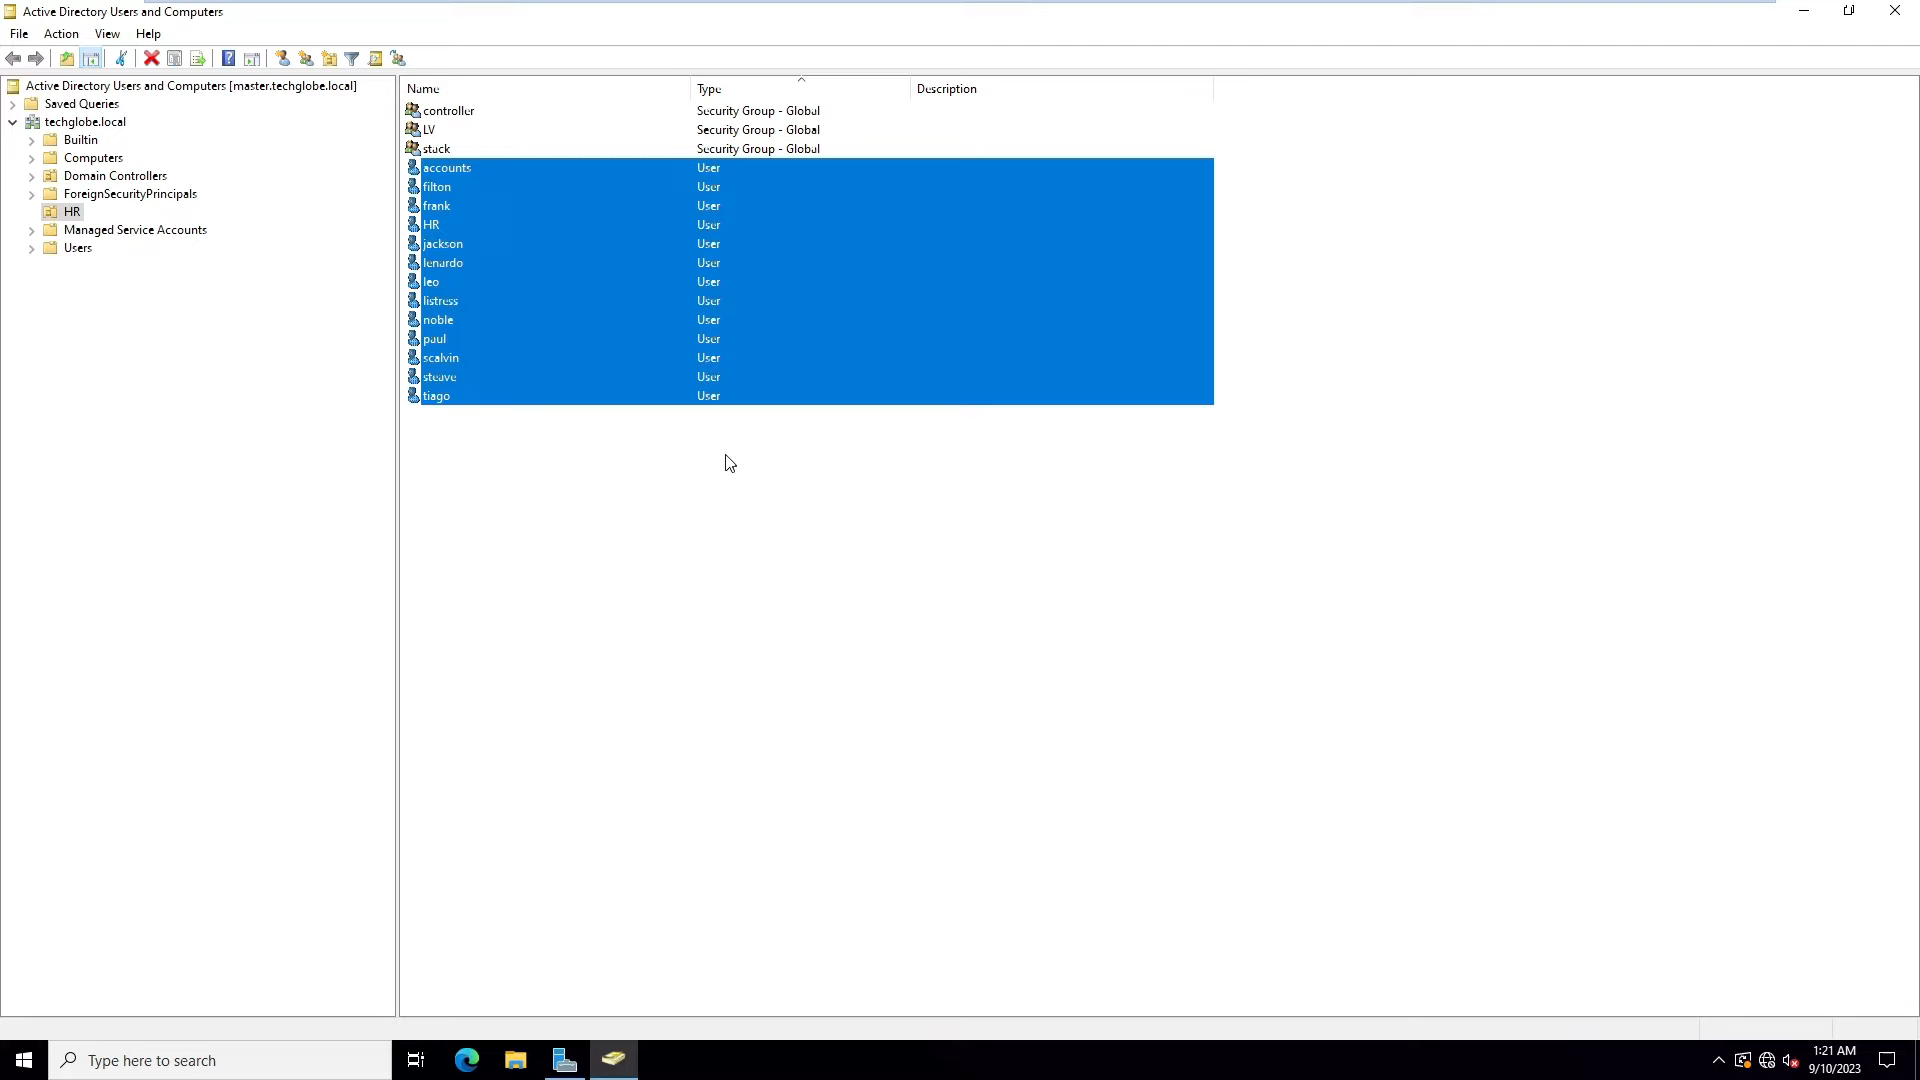 Active Directory Users and Computers
File Action View Help
Active Directory Users and Computers [master.techglobe.local]
Saved Queries
techglobe.local
Builtin
Computers
Domain Controllers
ForeignSecurityPrincipals
HR
Managed Service Accounts
Users
Name Type Description
controller Security Group - Global
LV Security Group - Global
stack Security Group - Global
accounts User
filton User
frank User
HR User
jackson User
lenardo User
leo User
listress User
noble User
paul User
scalvin User
steave User
tiago User
Type here to search
1:21 AM
9/10/2023